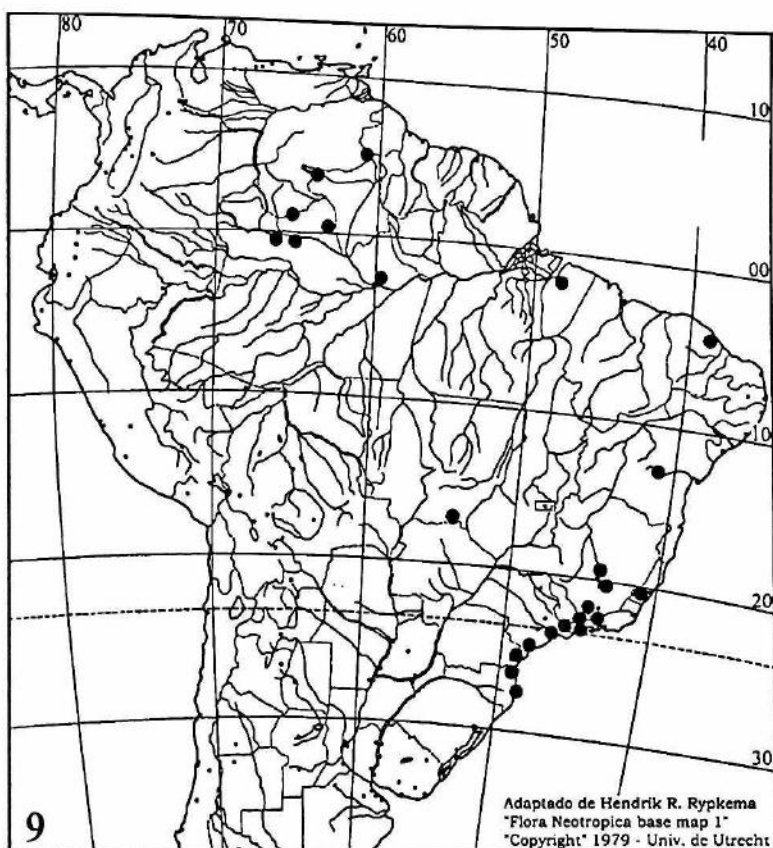 80 70 60 50 40
10
00
10
20
30
9
Adaptado de Hendrik R. Rypkema
"Flora Neotropica base map 1"
"Copyright" 1979 - Univ. de Utrecht